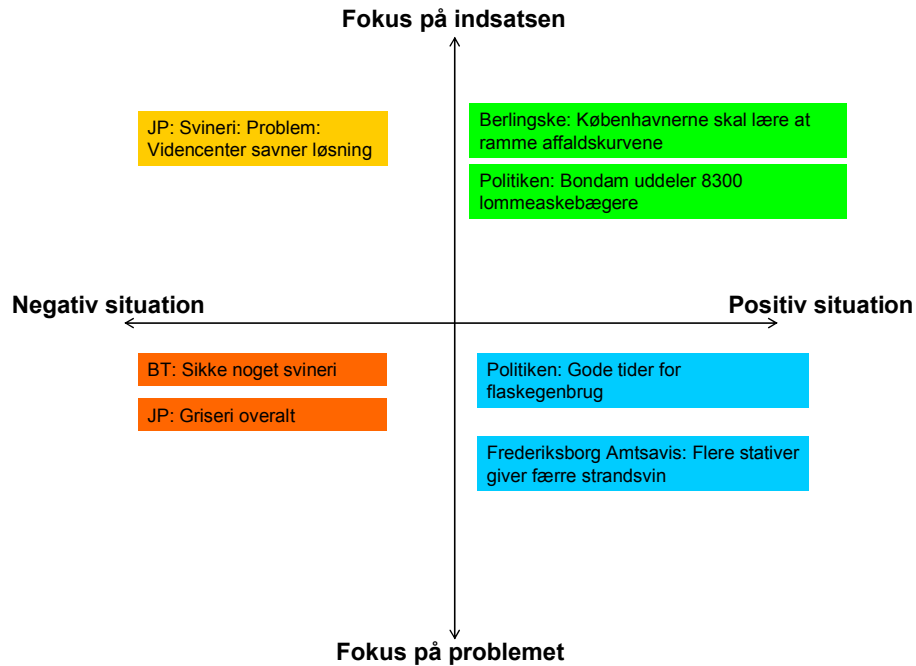 Fokus på indsatsen
JP: Svineri: Problem:
Videncenter savner løsning
Berlingske: Københavnerne skal lære at
ramme affaldskurvene
Politiken: Bondam uddeler 8300
lommeaskebægere
Negativ situation
Positiv situation
BT: Sikke noget svineri
JP: Griseri overalt
Politiken: Gode tider for
flaskegenbrug
Frederiksborg Amtsavis: Flere stativer
giver færre strandsvin
Fokus på problemet